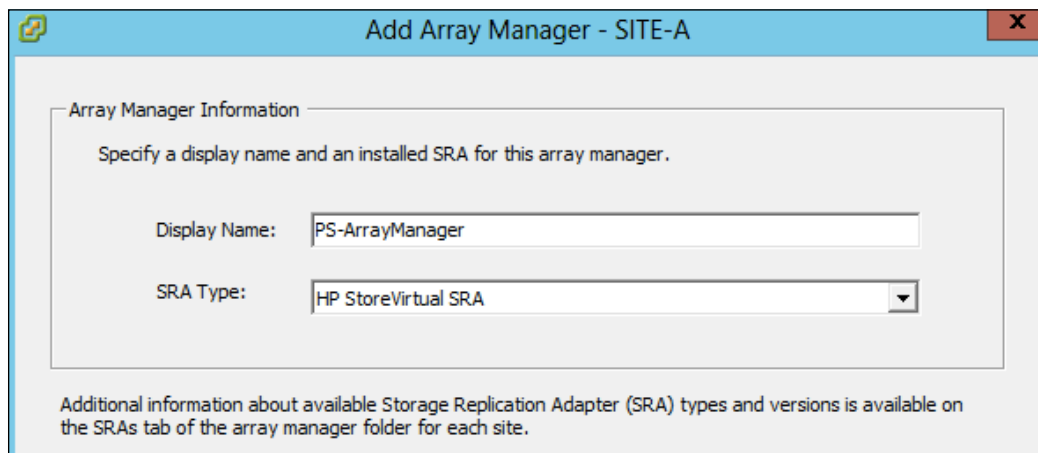 Add Array Manager - SITE-A
X
Array Manager Information
Specify a display name and an installed SRA for this array manager.
Display Name: PS-ArrayManager
SRA Type: HP StoreVirtual SRA
Additional information about available Storage Replication Adapter (SRA) types and versions is available on
the SRAs tab of the array manager folder for each site.